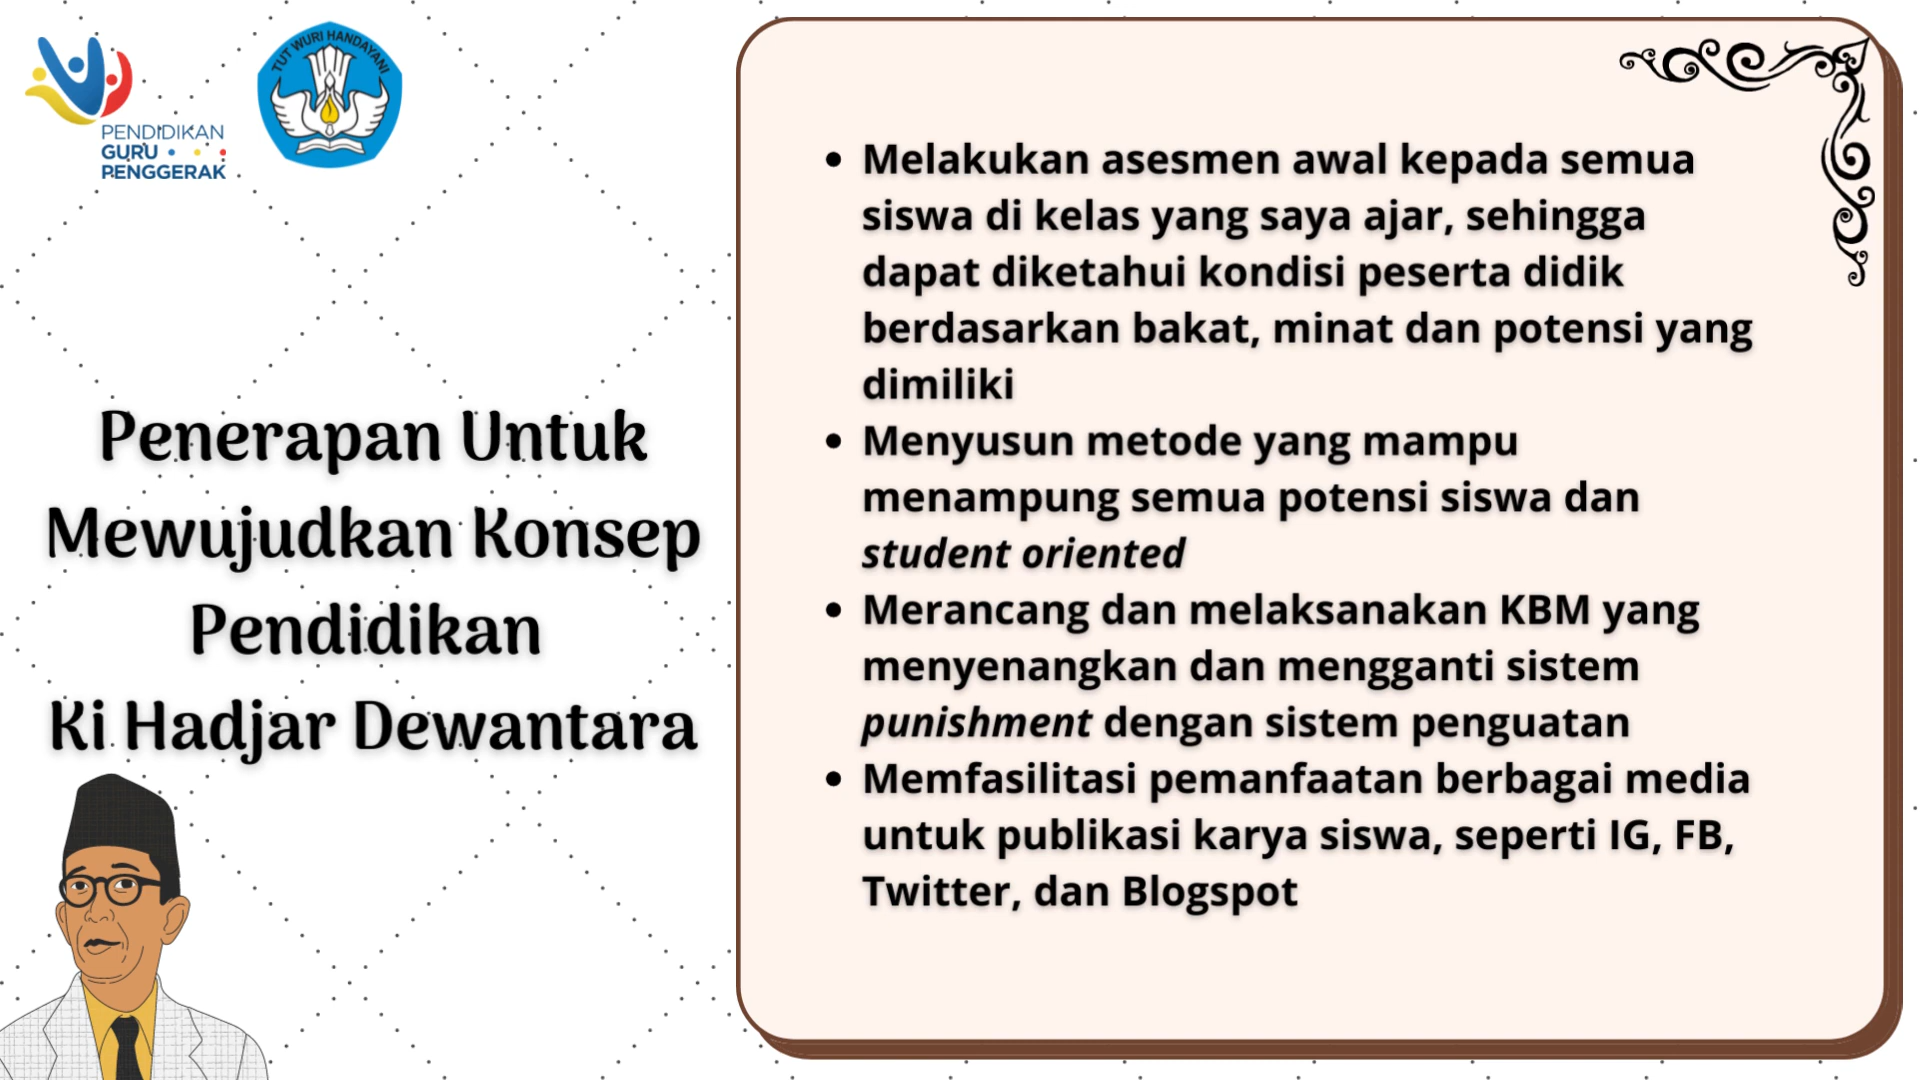 PENDIDIKAN
GURU
PENGGERAK
TUT WURI HANDAYANI
Penerapan Untuk
Mewujudkan Konsep
Pendidikan
Ki Hadjar Dewantara
• Melakukan asesmen awal kepada semua
siswa di kelas yang saya ajar, sehingga
dapat diketahui kondisi peserta didik
berdasarkan bakat, minat dan potensi yang
dimiliki
• Menyusun metode yang mampu
menampung semua potensi siswa dan
student oriented
• Merancang dan melaksanakan KBM yang
menyenangkan dan mengganti sistem
punishment dengan sistem penguatan
• Memfasilitasi pemanfaatan berbagai media
untuk publikasi karya siswa, seperti IG, FB,
Twitter, dan Blogspot